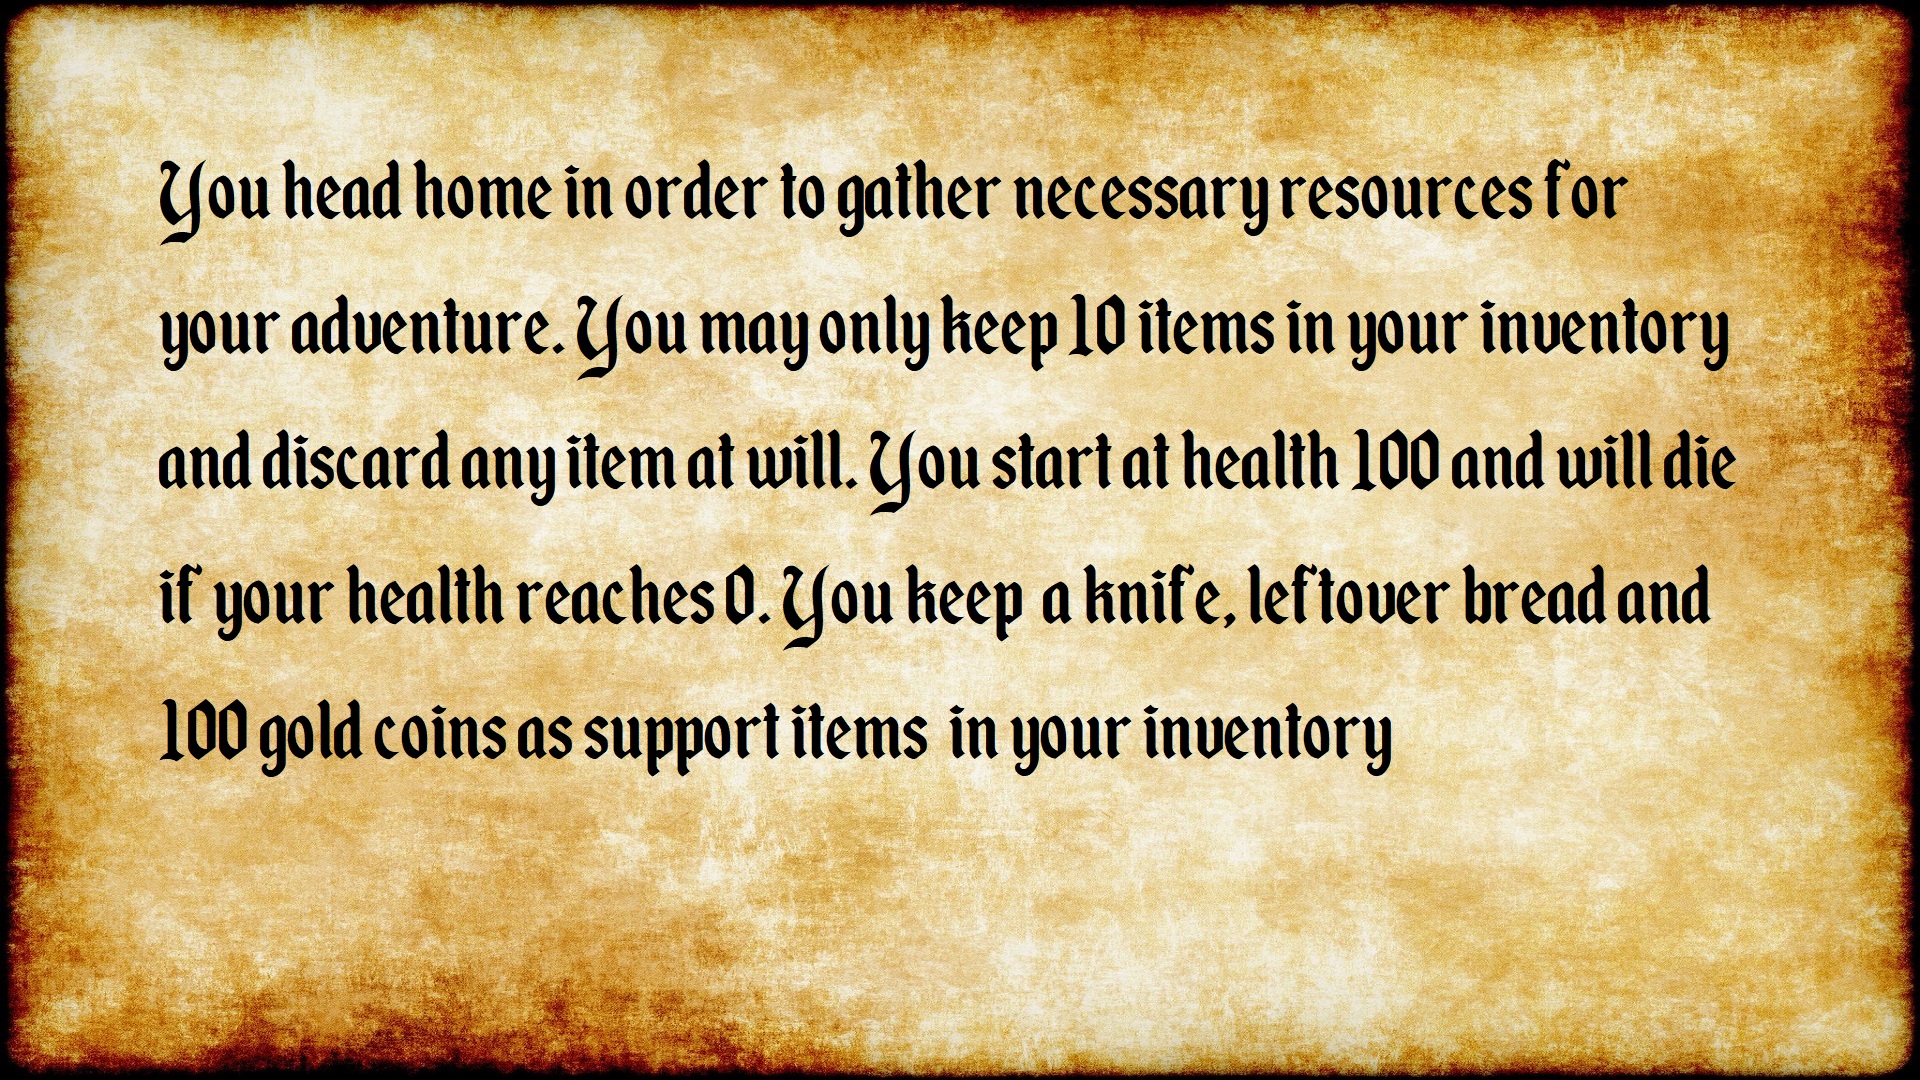 You head home in order to gather necessary resources for
your adventure. You may only keep 10 items in your inventory
and discard any item at will. You start at health 100 and will die
if your health reaches 0. You keep a knife, leftover bread and
100 gold coins as support items in your inventory